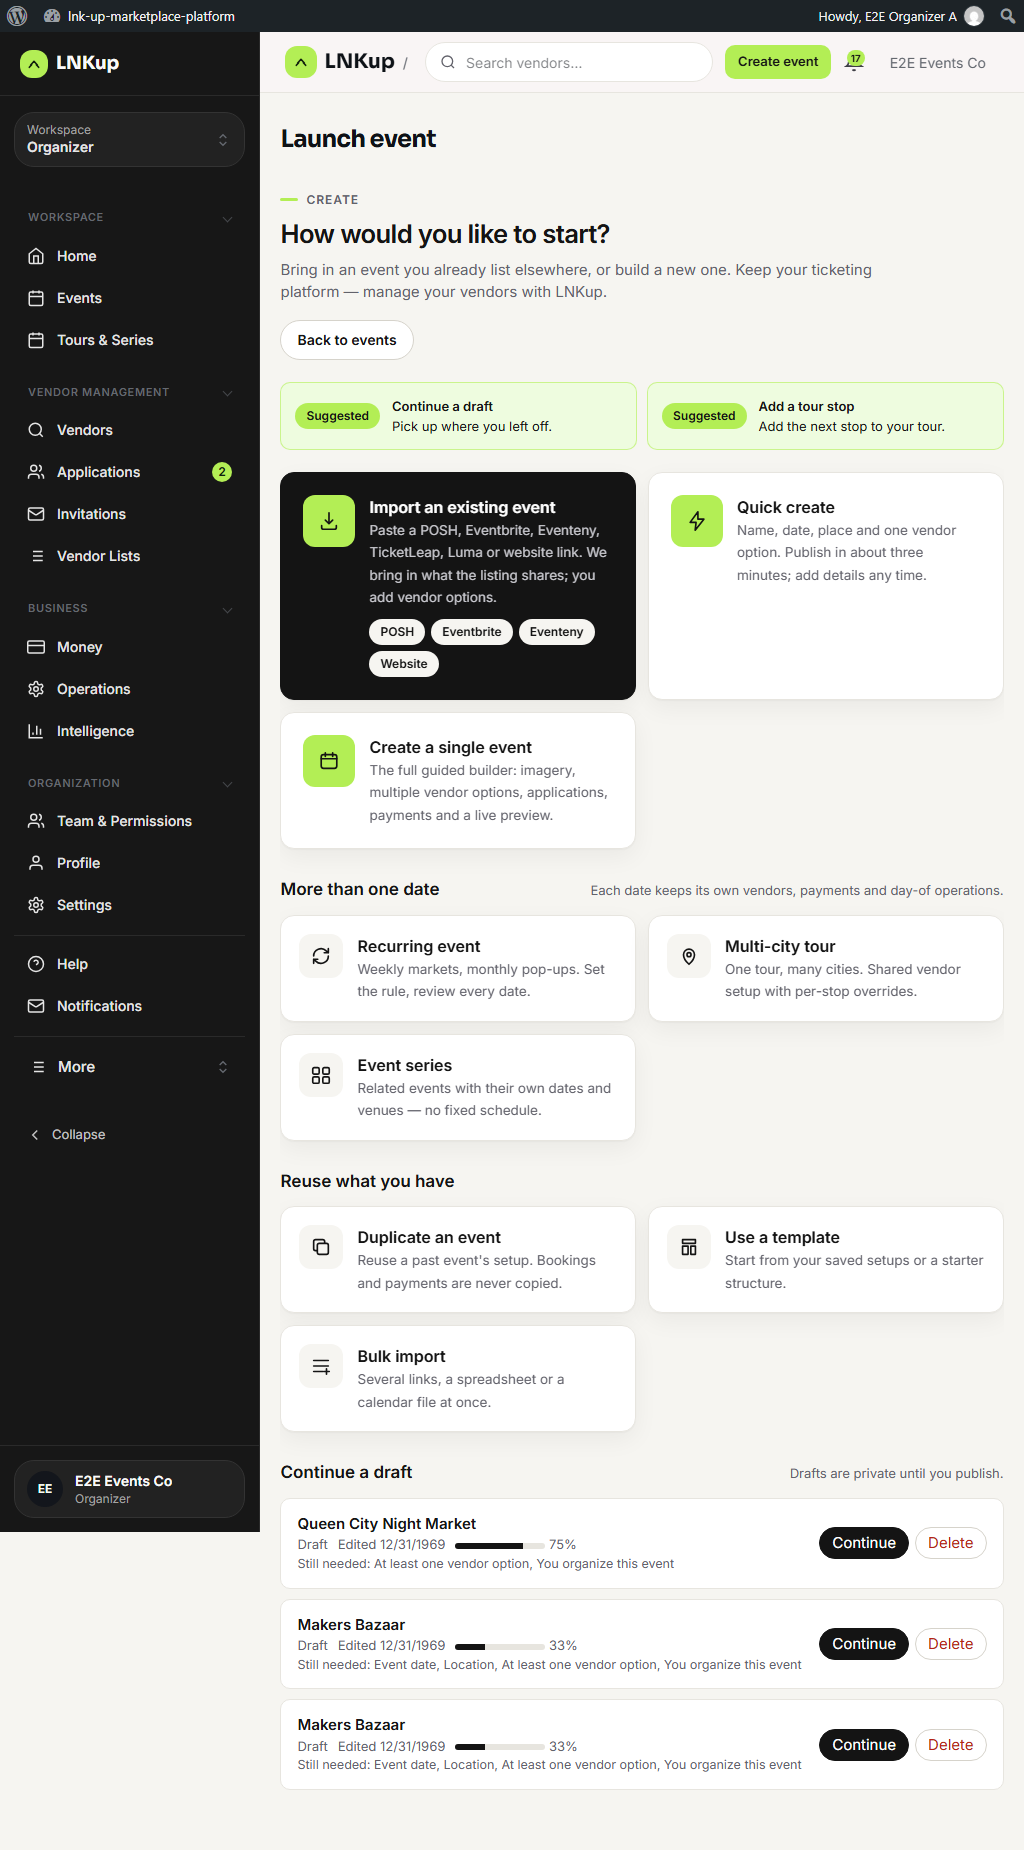 lnk-up-marketplace-platform
Howdy, E2E Organizer A
LNKup
Workspace
Organizer
WORKSPACE
Home
Events
Tours & Series
VENDOR MANAGEMENT
Vendors
Applications
2
Invitations
Vendor Lists
BUSINESS
Money
Operations
Intelligence
ORGANIZATION
Team & Permissions
Profile
Settings
Help
Notifications
More
Collapse
EE
E2E Events Co
Organizer
LNKup /
Search vendors...
Create event
17
E2E Events Co
Launch event
CREATE
How would you like to start?
Bring in an event you already list elsewhere, or build a new one. Keep your ticketing
platform — manage your vendors with LNKup.
Back to events
Suggested
Continue a draft
Pick up where you left off.
Suggested
Add a tour stop
Add the next stop to your tour.
Import an existing event
Paste a POSH, Eventbrite, Eventeny,
TicketLeap, Luma or website link. We
bring in what the listing shares; you
add vendor options.
POSH Eventbrite Eventeny
Website
Quick create
Name, date, place and one vendor
option. Publish in about three
minutes; add details any time.
Create a single event
The full guided builder: imagery,
multiple vendor options, applications,
payments and a live preview.
More than one date
Each date keeps its own vendors, payments and day-of operations.
Recurring event
Weekly markets, monthly pop-ups. Set
the rule, review every date.
Multi-city tour
One tour, many cities. Shared vendor
setup with per-stop overrides.
Event series
Related events with their own dates and
venues — no fixed schedule.
Reuse what you have
Duplicate an event
Reuse a past event's setup. Bookings
and payments are never copied.
Use a template
Start from your saved setups or a starter
structure.
Bulk import
Several links, a spreadsheet or a
calendar file at once.
Continue a draft
Drafts are private until you publish.
Queen City Night Market
Draft Edited 12/31/1969 75%
Still needed: At least one vendor option, You organize this event
Continue Delete
Makers Bazaar
Draft Edited 12/31/1969 33%
Still needed: Event date, Location, At least one vendor option, You organize this event
Continue Delete
Makers Bazaar
Draft Edited 12/31/1969 33%
Still needed: Event date, Location, At least one vendor option, You organize this event
Continue Delete